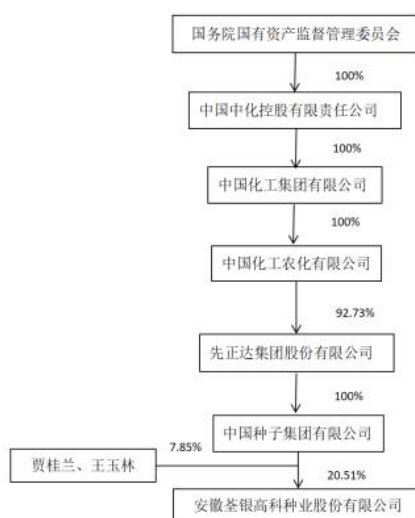 国务院国有资产监督管理委员会
100%
中国中化控股有限责任公司
100%
中国化工集团有限公司
100%
中国化工农化有限公司
92.73%
先正达集团股份有限公司
100%
中国种子集团有限公司
7.85%
贾桂兰、王玉林
20.51%
安徽荃银高科种业股份有限公司